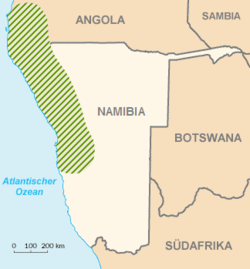 ANGOLA
SAMBIA
NAMIBIA
BOTSWANA
Atlantischer
Ozean
SÜDAFRIKA
0 100 200 km